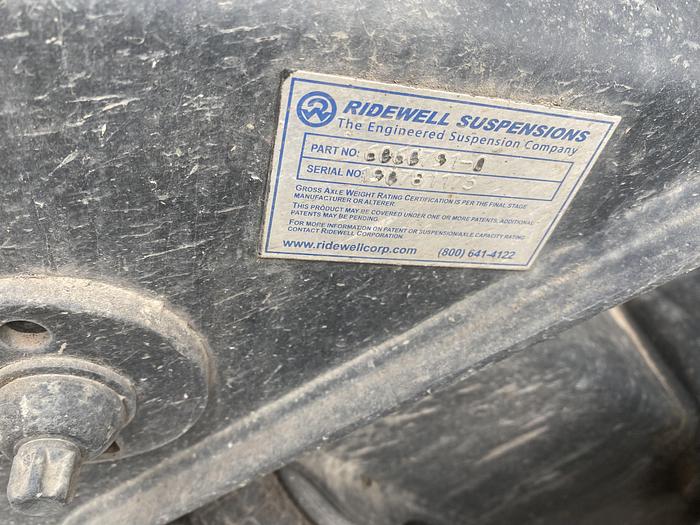 RIDEWELL SUSPENSIONS
The Engineered Suspension Company
PART NO:
SERIAL NO:
GROSS AXLE WEIGHT RATING CERTIFICATION IS PER THE FINAL STAGE
MANUFACTURER OR ALTERER.
THIS PRODUCT MAY BE COVERED UNDER ONE OR MORE PATENTS, ADDITIONAL
PATENTS MAY BE PENDING.
FOR MORE INFORMATION ON PATENT OR SUSPENSION/AXLE CAPACITY RATING
CONTACT RIDEWELL CORPORATION.
www.ridewellcorp.com (800) 641-4122